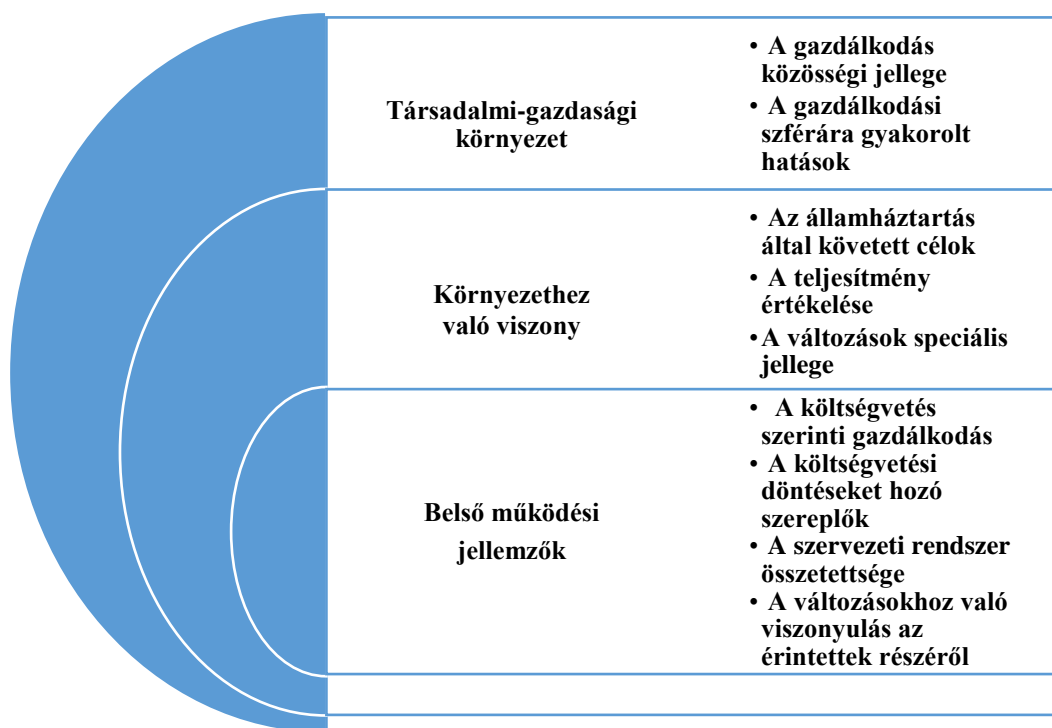 Társadalmi-gazdasági
környezet
• A gazdálkodás
közösségi jellege
• A gazdálkodási
szférára gyakorolt
hatások
Környezethez
való viszony
• Az államháztartás
által követett célok
• A teljesítmény
értékelése
• A változások speciális
jellege
Belső működési
jellemzők
• A költségvetés
szerinti gazdálkodás
• A költségvetési
döntéseket hozó
szereplők
• A szervezeti rendszer
összetettsége
• A változásokhoz való
viszonyulás az
érintettek részéről